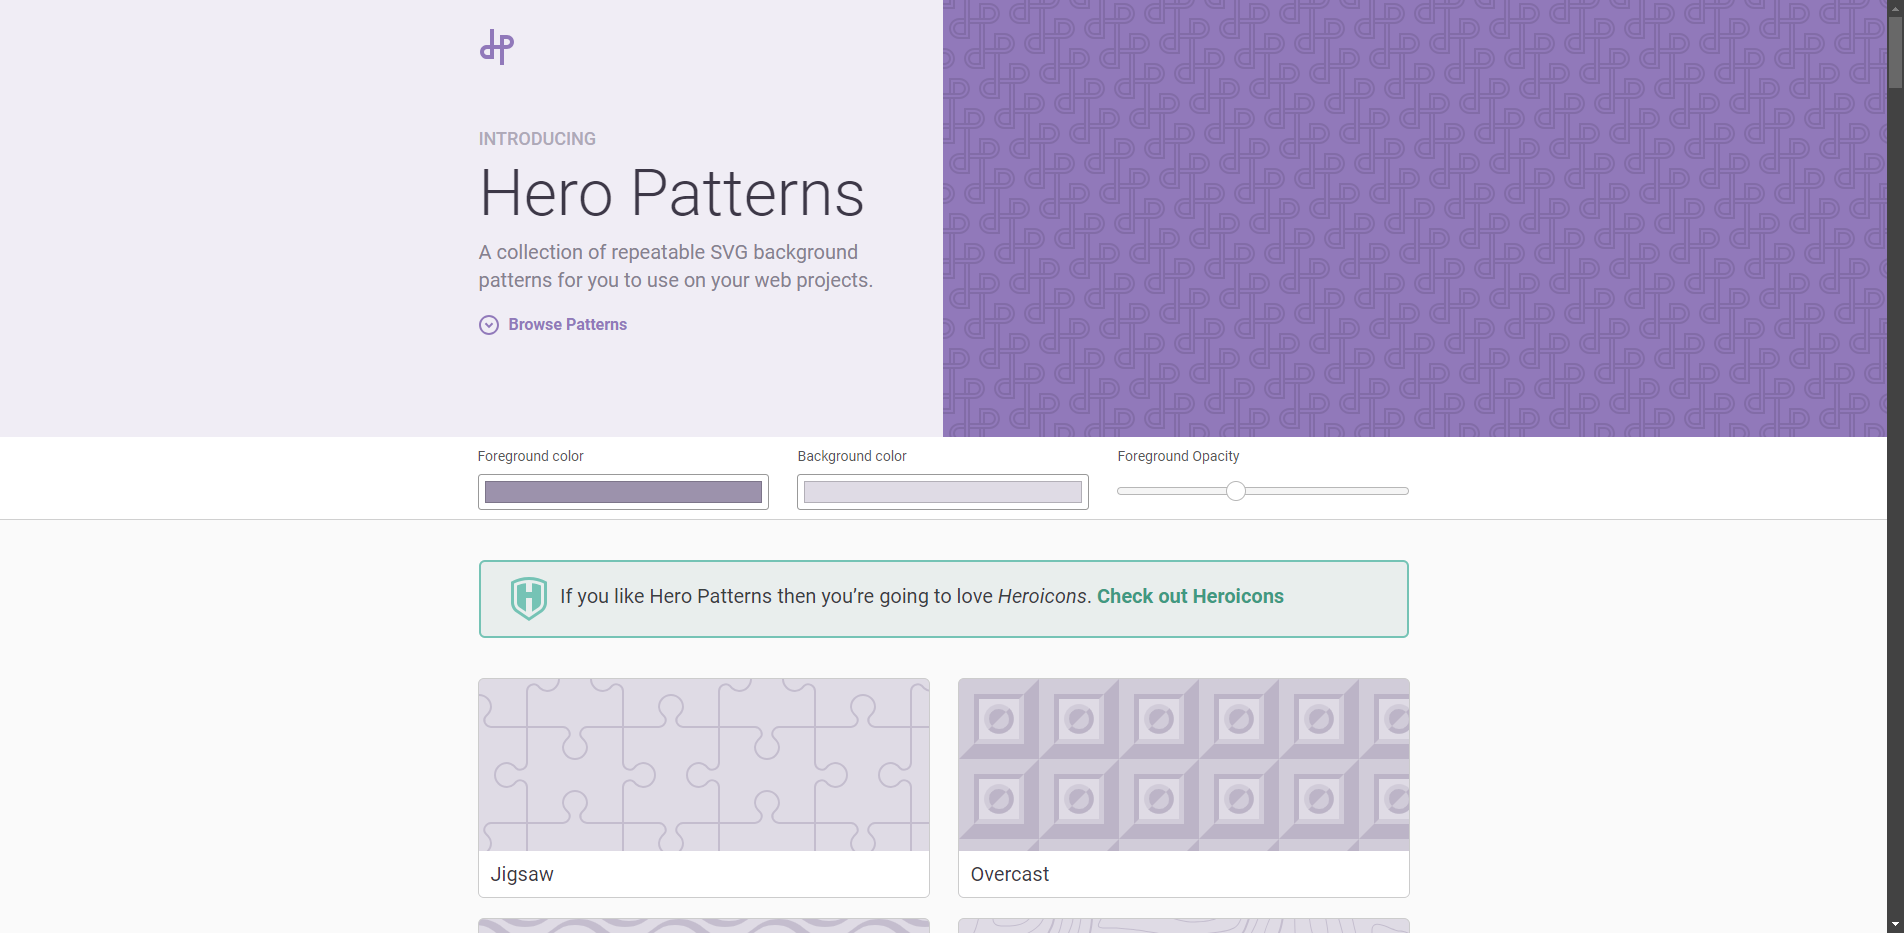 INTRODUCING
Hero Patterns
A collection of repeatable SVG background
patterns for you to use on your web projects.
Browse Patterns
Foreground color
Background color
Foreground Opacity
If you like Hero Patterns then you’re going to love Heroicons. Check out Heroicons
Jigsaw
Overcast